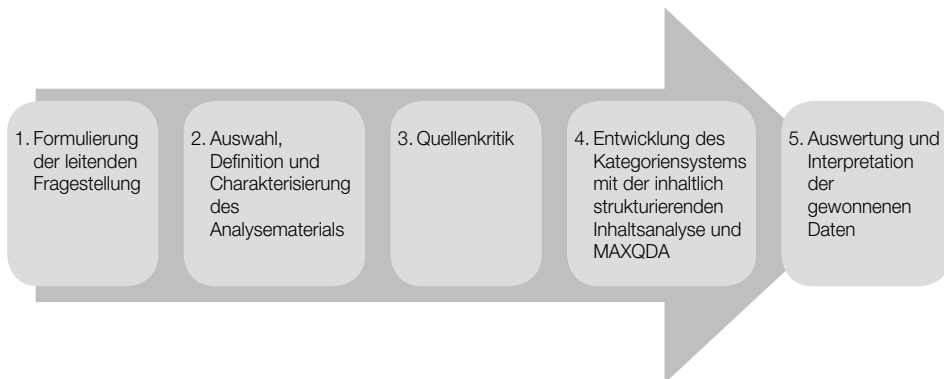 1. Formulierung
der leitenden
Fragestellung
2. Auswahl,
Definition und
Charakterisierung
des
Analysematerials
3. Quellenkritik
4. Entwicklung des
Kategoriensystems
mit der inhaltlich
strukturierenden
Inhaltsanalyse und
MAXQDA
5. Auswertung und
Interpretation
der
gewonnenen
Daten